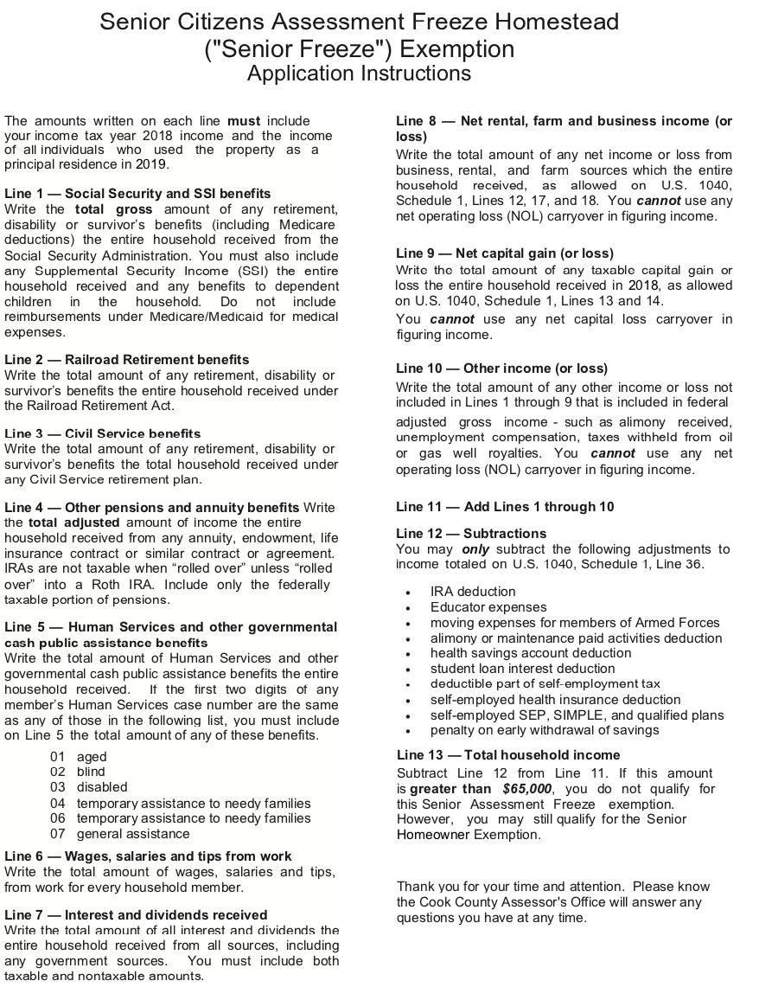 Senior Citizens Assessment Freeze Homestead
("Senior Freeze") Exemption
Application Instructions
The amounts written on each line must include
your income tax year 2018 income and the income
of all individuals who used the property as a
principal residence in 2019.
Line 1 — Social Security and SSI benefits
Write the total gross amount of any retirement,
disability or survivor's benefits (including Medicare
deductions) the entire household received from the
Social Security Administration. You must also include
any Supplemental Security Income (SSI) the entire
household received and any benefits to dependent
children in the household. Do not include
reimbursements under Medicare/Medicaid for medical
expenses.
Line 2 — Railroad Retirement benefits
Write the total amount of any retirement, disability or
survivor's benefits the entire household received under
the Railroad Retirement Act.
Line 3 — Civil Service benefits
Write the total amount of any retirement, disability or
survivor's benefits the total household received under
any Civil Service retirement plan.
Line 4 — Other pensions and annuity benefits Write
the total adjusted amount of income the entire
household received from any annuity, endowment, life
insurance contract or similar contract or agreement.
IRAs are not taxable when “rolled over” unless “rolled
over” into a Roth IRA. Include only the federally
taxable portion of pensions.
Line 5 — Human Services and other governmental
cash public assistance benefits
Write the total amount of Human Services and other
governmental cash public assistance benefits the entire
household received. If the first two digits of any
member's Human Services case number are the same
as any of those in the following list, you must include
on Line 5 the total amount of any of these benefits.
01 aged
02 blind
03 disabled
04 temporary assistance to needy families
06 temporary assistance to needy families
07 general assistance
Line 6 — Wages, salaries and tips from work
Write the total amount of wages, salaries and tips,
from work for every household member.
Line 7 — Interest and dividends received
Write the total amount of all interest and dividends the
entire household received from all sources, including
any government sources. You must include both
taxable and nontaxable amounts.
Line 8 — Net rental, farm and business income (or
loss)
Write the total amount of any net income or loss from
business, rental, and farm sources which the entire
household received, as allowed on U.S. 1040,
Schedule 1, Lines 12, 17, and 18. You cannot use any
net operating loss (NOL) carryover in figuring income.
Line 9 — Net capital gain (or loss)
Write the total amount of any taxable capital gain or
loss the entire household received in 2018, as allowed
on U.S. 1040, Schedule 1, Lines 13 and 14.
You cannot use any net capital loss carryover in
figuring income.
Line 10 — Other income (or loss)
Write the total amount of any other income or loss not
included in Lines 1 through 9 that is included in federal
adjusted gross income - such as alimony received,
unemployment compensation, taxes withheld from oil
or gas well royalties. You cannot use any net
operating loss (NOL) carryover in figuring income.
Line 11 — Add Lines 1 through 10
Line 12 — Subtractions
You may only subtract the following adjustments to
income totaled on U.S. 1040, Schedule 1, Line 36.
• IRA deduction
• Educator expenses
• moving expenses for members of Armed Forces
• alimony or maintenance paid activities deduction
• health savings account deduction
• student loan interest deduction
• deductible part of self-employment tax
• self-employed health insurance deduction
• self-employed SEP, SIMPLE, and qualified plans
• penalty on early withdrawal of savings
Line 13 — Total household income
Subtract Line 12 from Line 11. If this amount
is greater than $65,000, you do not qualify for
this Senior Assessment Freeze exemption.
However, you may still qualify for the Senior
Homeowner Exemption.
Thank you for your time and attention. Please know
the Cook County Assessor's Office will answer any
questions you have at any time.